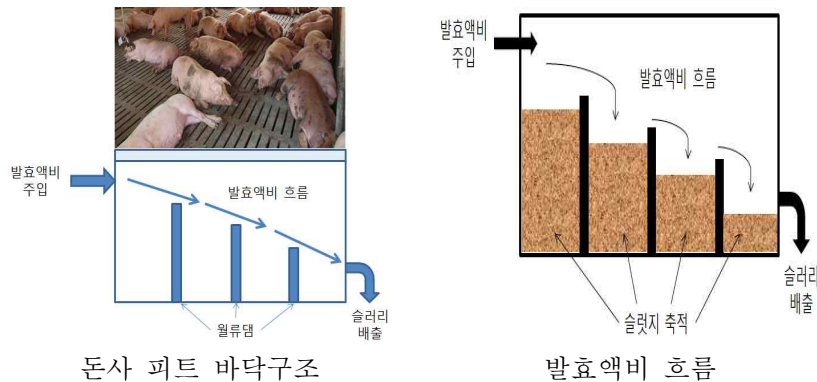 발효액비
주입
발효액비 흐름
월류댐
슬러리
배출
돈사 피트 바닥구조
발효액비
주입
발효액비 흐름
슬러리
배출
슬럿지 축적
발효액비 흐름